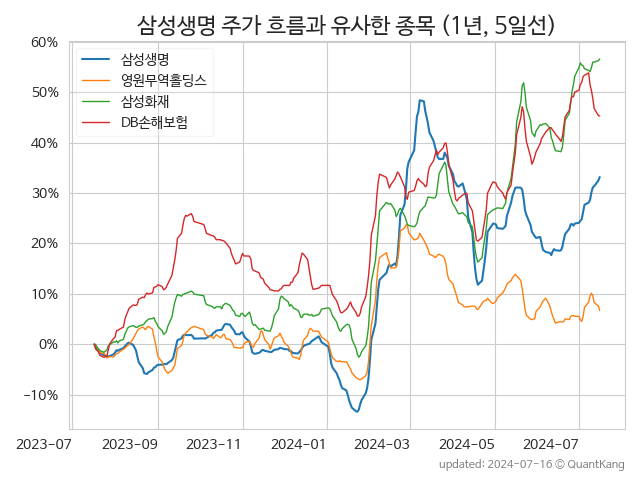 삼성생명 주가 흐름과 유사한 종목 (1년, 5일선)
60%
50%
40%
30%
20%
10%
0%
−10%
삼성생명
영원무역홀딩스
삼성화재
DB손해보험
2023-07 2023-09 2023-11 2024-01 2024-03 2024-05 2024-07
updated: 2024-07-16 © QuantKang